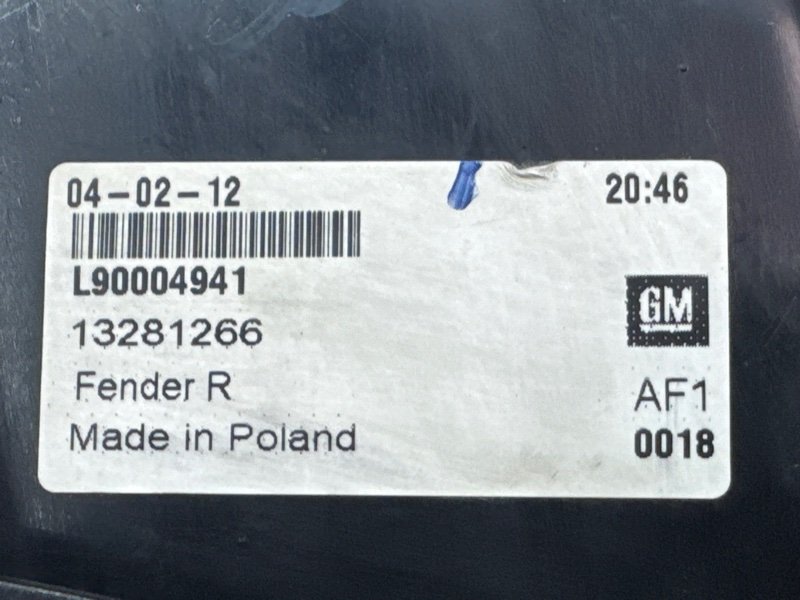 04-02-12 20:46
L90004941
13281266 GM
Fender R AF1
Made in Poland 0018